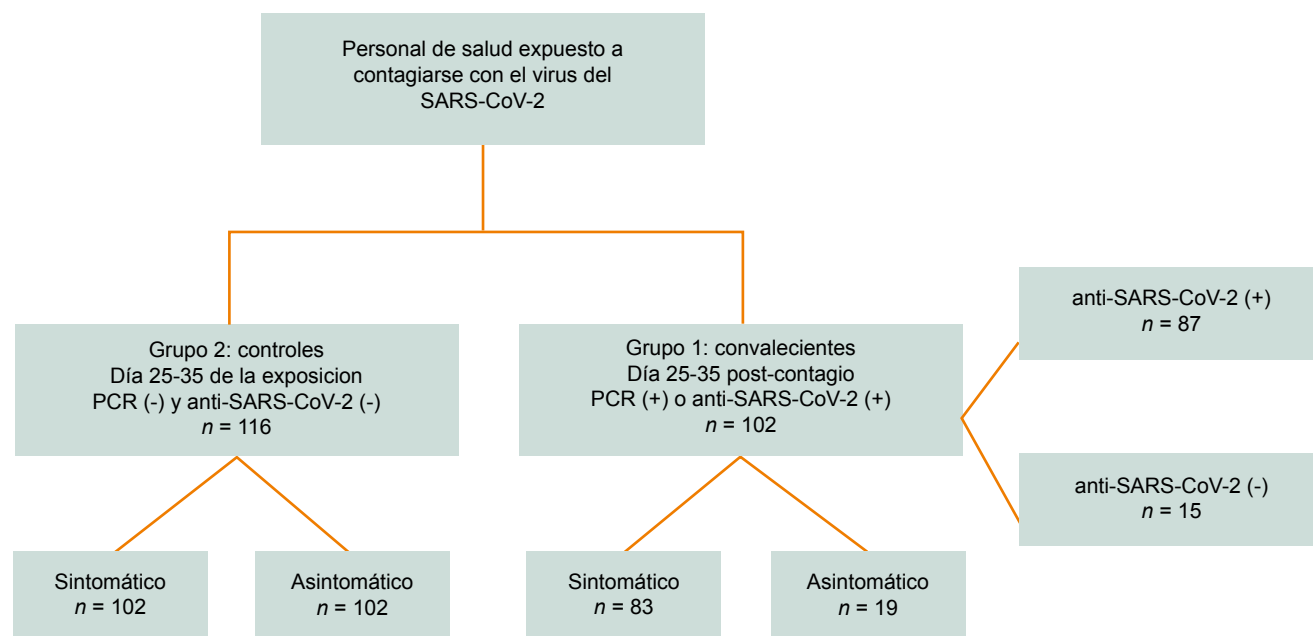 Personal de salud expuesto a
contagiarse con el virus del
SARS-CoV-2
Grupo 2: controles
Día 25-35 de la exposicion
PCR (-) y anti-SARS-CoV-2 (-)
n = 116
Grupo 1: convalecientes
Día 25-35 post-contagio
PCR (+) o anti-SARS-CoV-2 (+)
n = 102
anti-SARS-CoV-2 (+)
n = 87
anti-SARS-CoV-2 (-)
n = 15
Sintomático
n = 102
Asintomático
n = 102
Sintomático
n = 83
Asintomático
n = 19